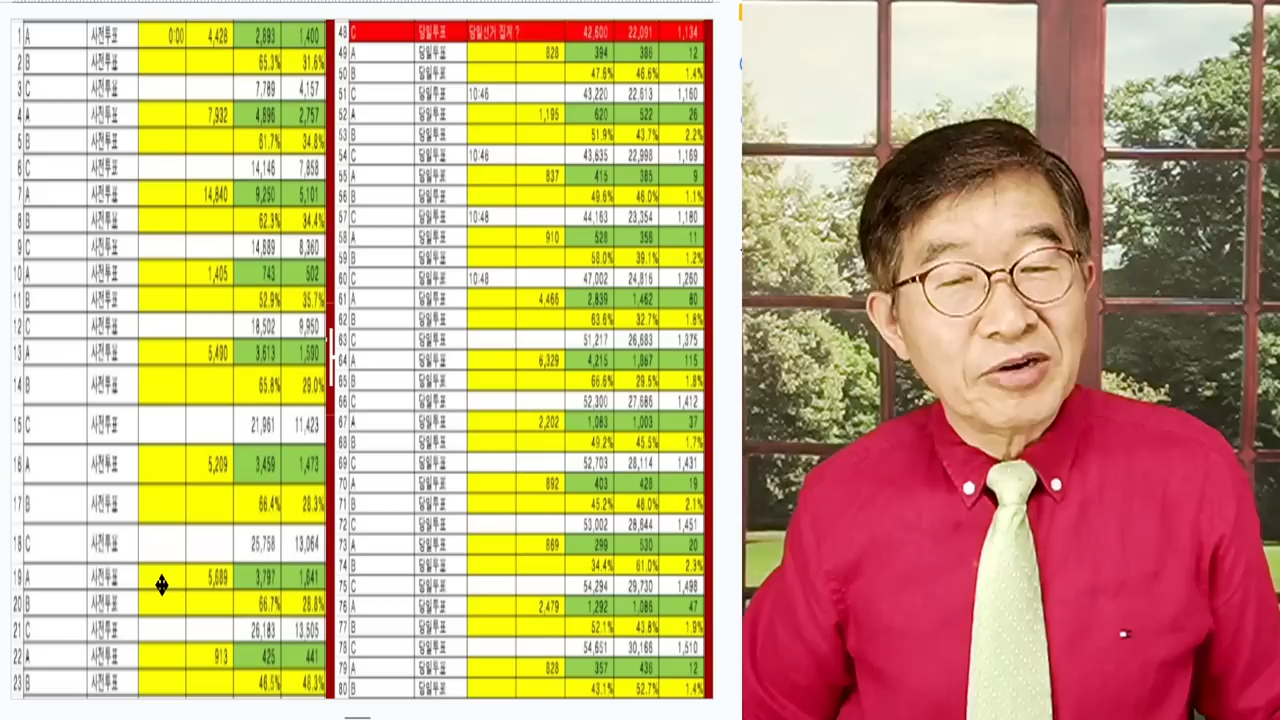 1 A 사전투표 0:00 4,428 2,893 1,400
2 B 사전투표 65.3% 31.6%
3 C 사전투표 7,789 4,157
4 A 사전투표 7,932 4,896 2,757
5 B 사전투표 61.7% 34.8%
6 C 사전투표 14,146 7,858
7 A 사전투표 14,840 9,250 5,101
8 B 사전투표 62.3% 34.4%
9 C 사전투표 14,889 8,360
10 A 사전투표 1,405 743 502
11 B 사전투표 52.9% 35.7%
12 C 사전투표 18,502 9,950
13 A 사전투표 5,490 3,613 1,590
14 B 사전투표 65.8% 29.0%
15 C 사전투표 21,961 11,423
16 A 사전투표 5,209 3,459 1,473
17 B 사전투표 66.4% 28.3%
18 C 사전투표 25,758 13,064
19 A 사전투표 5,689 3,797 1,641
20 B 사전투표 66.7% 28.8%
21 C 사전투표 26,183 13,505
22 A 사전투표 913 425 441
23 B 사전투표 46.5% 48.3%
48 C 당일투표 당일선거 집계 ? 42,600 22,091 1,134
49 A 당일투표 828 394 386 12
50 B 당일투표 47.6% 46.6% 1.4%
51 C 당일투표 10:46 43,220 22,613 1,160
52 A 당일투표 1,195 620 522 26
53 B 당일투표 51.9% 43.7% 2.2%
54 C 당일투표 10:46 43,635 22,998 1,169
55 A 당일투표 837 415 385 9
56 B 당일투표 49.6% 46.0% 1.1%
57 C 당일투표 10:48 44,163 23,354 1,180
58 A 당일투표 910 528 356 11
59 B 당일투표 58.0% 39.1% 1.2%
60 C 당일투표 10:48 47,002 24,816 1,260
61 A 당일투표 4,466 2,839 1,462 80
62 B 당일투표 63.6% 32.7% 1.8%
63 C 당일투표 51,217 26,683 1,375
64 A 당일투표 6,329 4,215 1,867 115
65 B 당일투표 66.6% 29.5% 1.8%
66 C 당일투표 52,300 27,686 1,412
67 A 당일투표 2,202 1,083 1,003 37
68 B 당일투표 49.2% 45.5% 1.7%
69 C 당일투표 52,703 28,114 1,431
70 A 당일투표 892 403 428 19
71 B 당일투표 45.2% 48.0% 2.1%
72 C 당일투표 53,002 28,644 1,451
73 A 당일투표 869 299 530 20
74 B 당일투표 34.4% 61.0% 2.3%
75 C 당일투표 54,294 29,730 1,498
76 A 당일투표 2,479 1,292 1,086 47
77 B 당일투표 52.1% 43.8% 1.9%
78 C 당일투표 54,651 30,166 1,510
79 A 당일투표 828 357 436 12
80 B 당일투표 43.1% 52.7% 1.4%